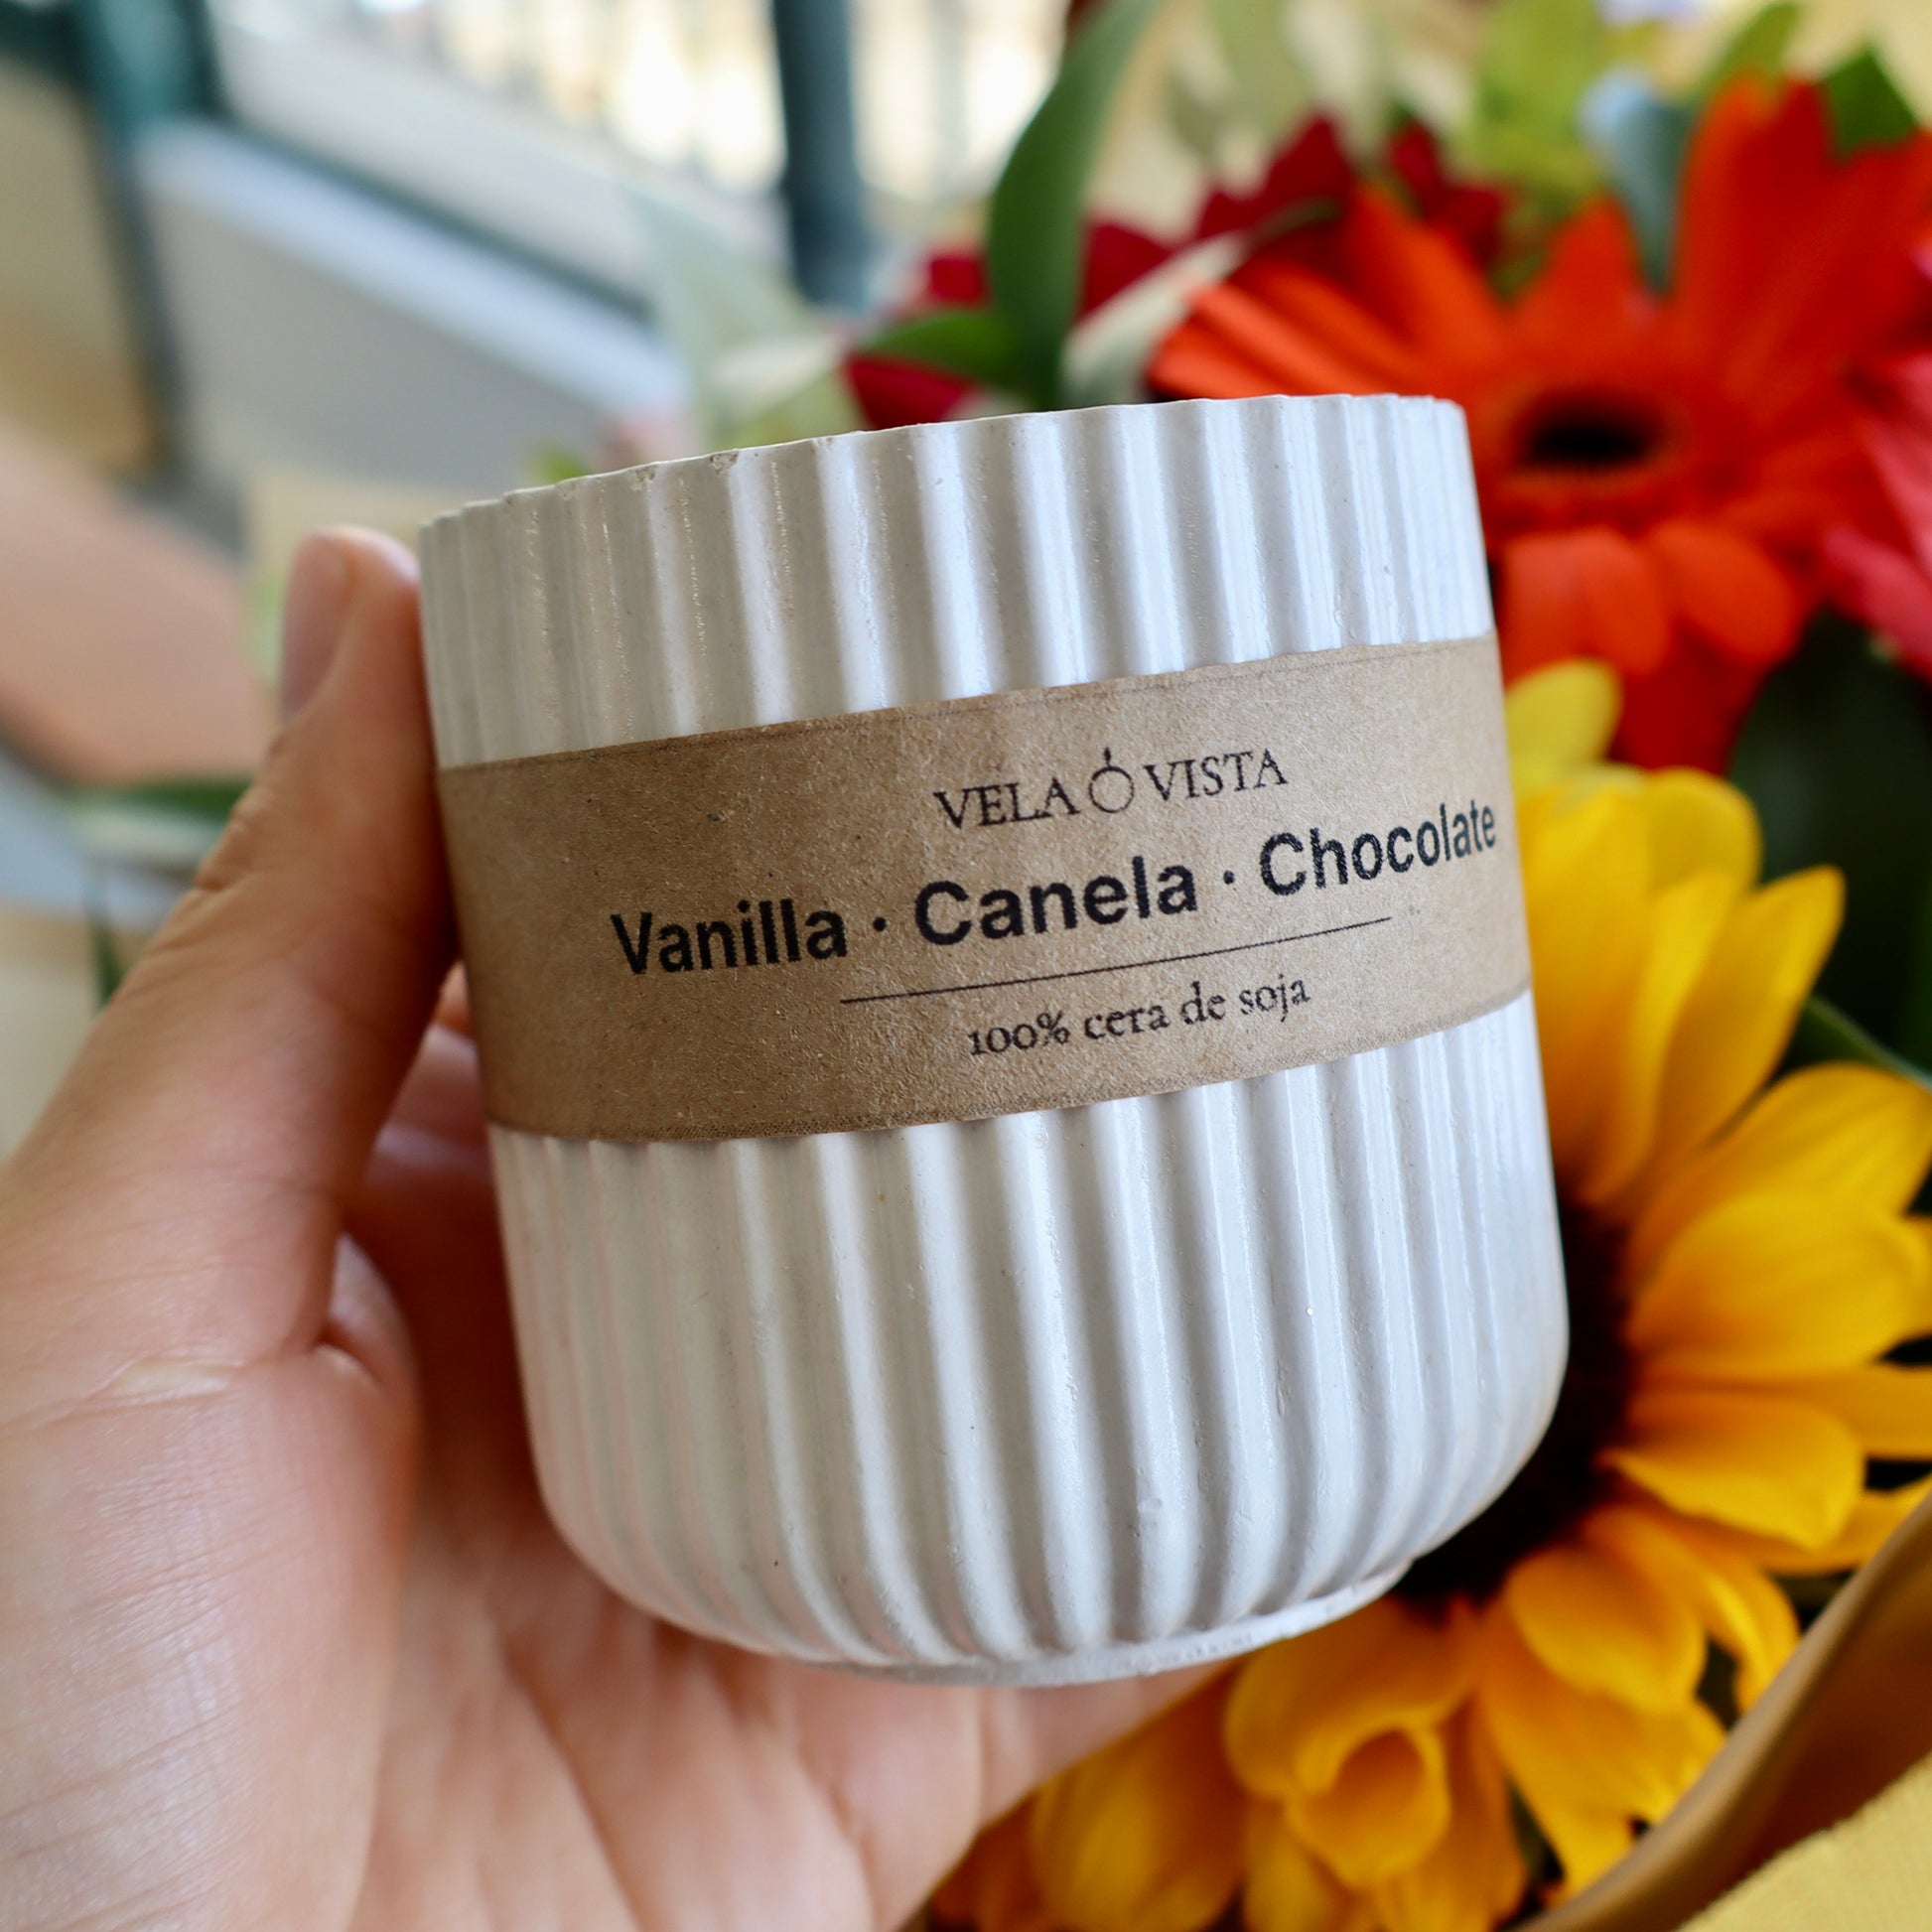 VELA VISTA
Vanilla · Canela · Chocolate
100% cera de soja